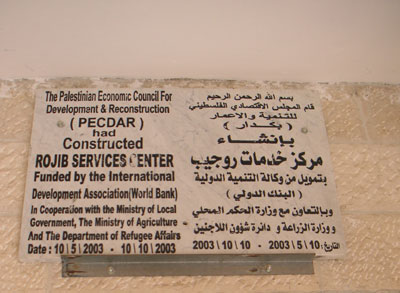 The Palestinian Economic Council For
Development & Reconstruction
( PECDAR )
had
Constructed
ROJIB SERVICES CENTER
Funded by the International
Development Association(World Bank)
In Cooperation with the Ministry of Local
Government, The Ministry of Agriculture
And The Department of Refugee Affairs
Date : 10 | 5 | 2003 - 10 | 10 | 2003
بسم الله الرحمن الرحيم
قام المجلس الاقتصادي الفلسطيني
للتنمية والاعمار
( بكدار )
بإنشاء
مركز خدمات روجيب
بتمويل من وكالة التنمية الدولية
( البنك الدولي )
وبالتعاون مع وزارة الحكم المحلي
و وزارة الزراعة و دائرة شؤون اللاجئين
التاريخ: 10 | 5 | 2003 - 10 | 10 | 2003